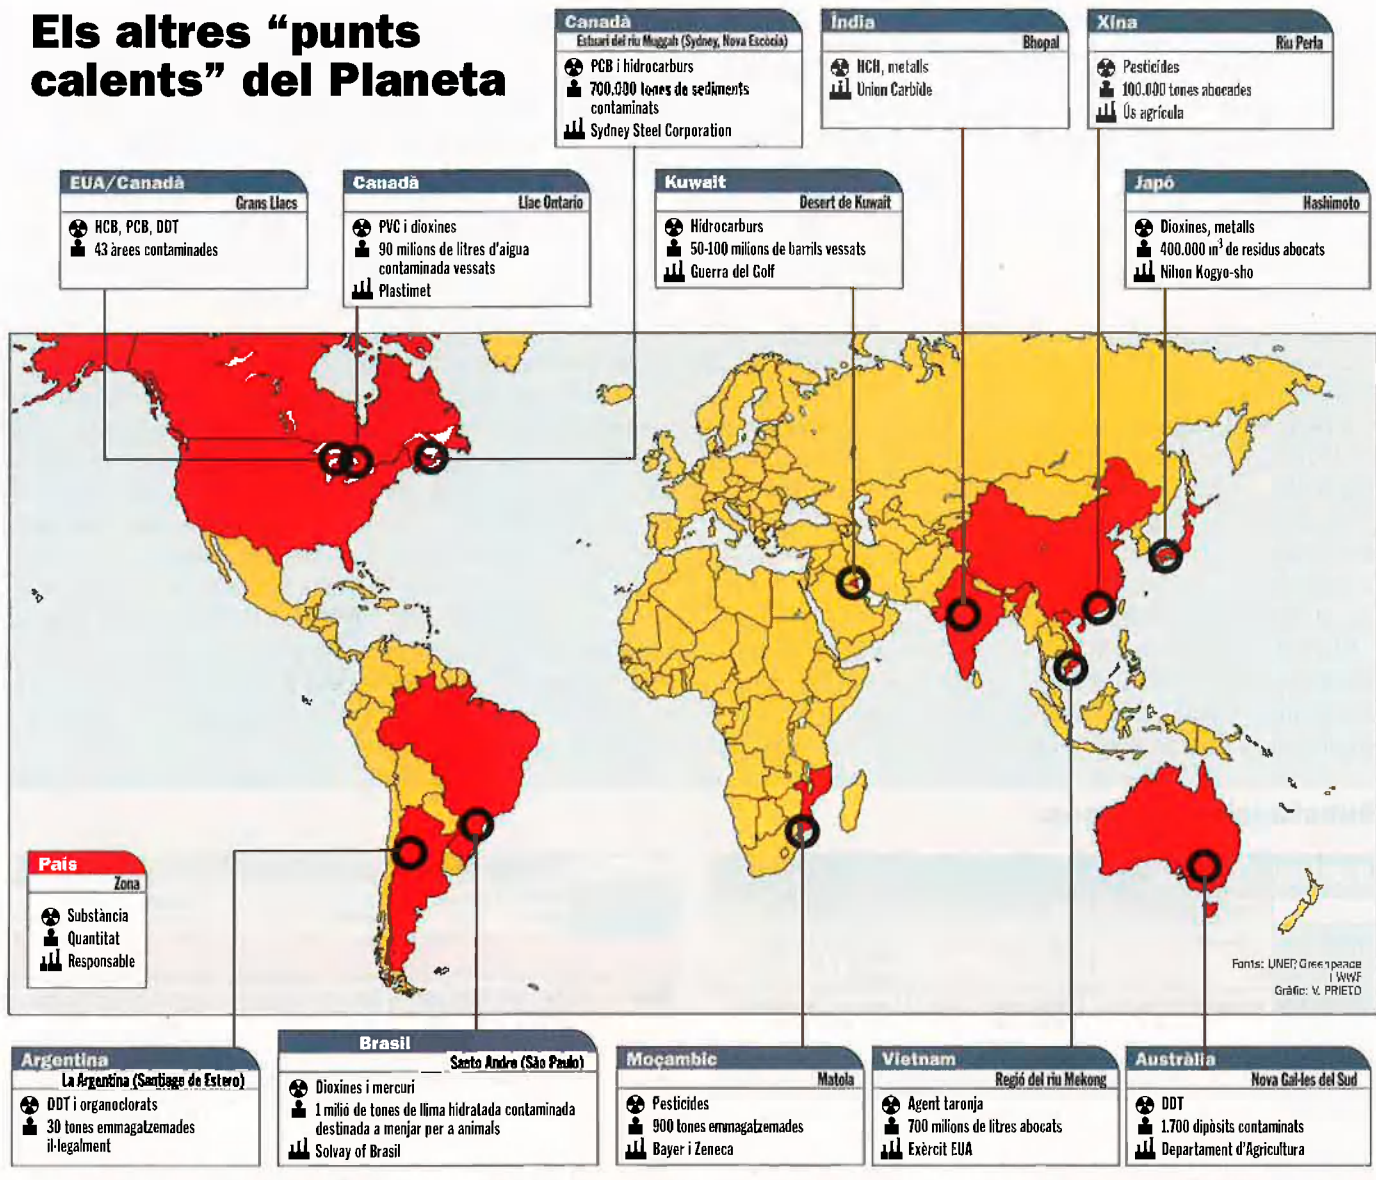 Els altres “punts
calents” del Planeta
Canadà
Estuari del riu Muggah (Sydney, Nova Escòcia)
PCB i hidrocarburs
700.000 tones de sediments
contaminats
Sydney Steel Corporation
Índia
Bhopal
HCH, metalls
Union Carbide
Xina
Riu Perla
Pesticides
100.000 tones abocades
Ús agrícula
EUA/Canadà
Grans Llacs
HCB, PCB, DDT
43 àrees contaminades
Canadà
Llac Ontario
PVC i dioxines
90 milions de litres d'aigua
contaminada vessats
Plastimet
Kuwait
Desert de Kuwait
Hidrocarburs
50-100 milions de barrils vessats
Guerra del Golf
Japó
Hashimoto
Dioxines, metalls
400.000 m³ de residus abocats
Nihon Kogyo-sho
País
Zona
Substància
Quantitat
Responsable
Fonts: UNEP, Greenpeace
i WWF
Gràfic: V. PRIETO
Argentina
La Argentina (Santiago de Estero)
DDT i organoclorats
30 tones emmagatzemades
il·legalment
Brasil
Santo Andre (São Paulo)
Dioxines i mercuri
1 milió de tones de llima hidratada contaminada
destinada a menjar per a animals
Solvay of Brasil
Moçambic
Matola
Pesticides
900 tones emmagatzemades
Bayer i Zeneca
Vietnam
Regió del riu Mekong
Agent taronja
700 milions de litres abocats
Exèrcit EUA
Austràlia
Nova Gal·les del Sud
DDT
1.700 dipòsits contaminats
Departament d'Agricultura